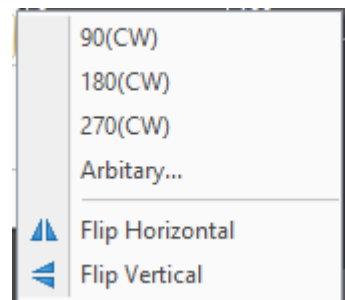 90(CW)
180(CW)
270(CW)
Arbitary...
Flip Horizontal
Flip Vertical